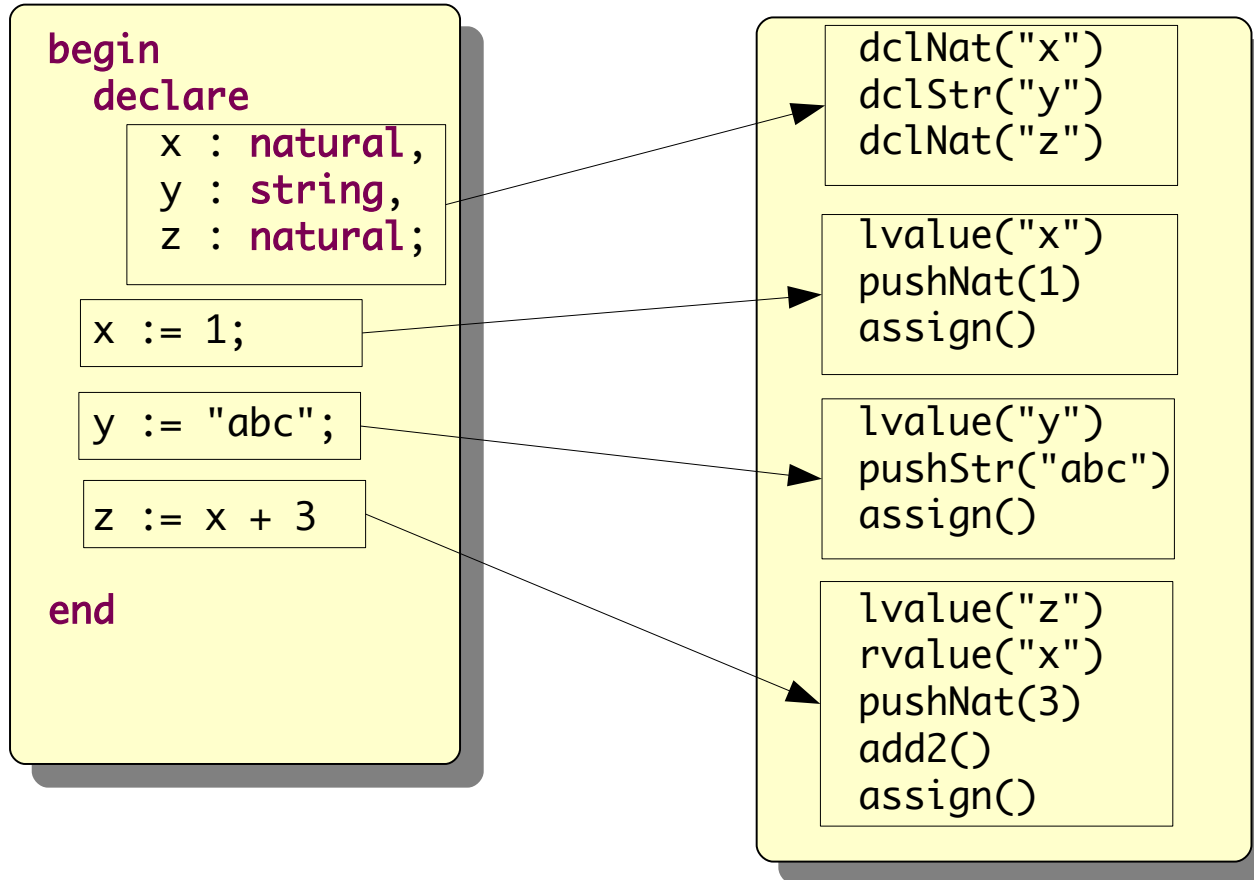 begin
declare
x : natural,
y : string,
z : natural;
x := 1;
y := "abc";
z := x + 3
end
dclNat("x")
dclStr("y")
dclNat("z")
lvalue("x")
pushNat(1)
assign()
lvalue("y")
pushStr("abc")
assign()
lvalue("z")
rvalue("x")
pushNat(3)
add2()
assign()